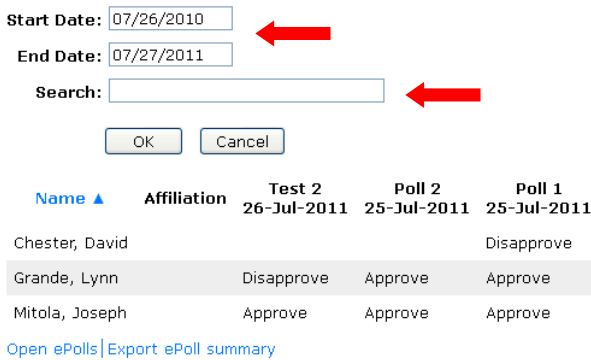 Start Date: 07/26/2010
End Date: 07/27/2011
Search:
OK Cancel
Name ▲ Affiliation Test 2 26-Jul-2011 Poll 2 25-Jul-2011 Poll 1 25-Jul-2011
Chester, David Disapprove
Grande, Lynn Disapprove Approve Approve
Mitola, Joseph Approve Approve Approve
Open ePolls|Export ePoll summary